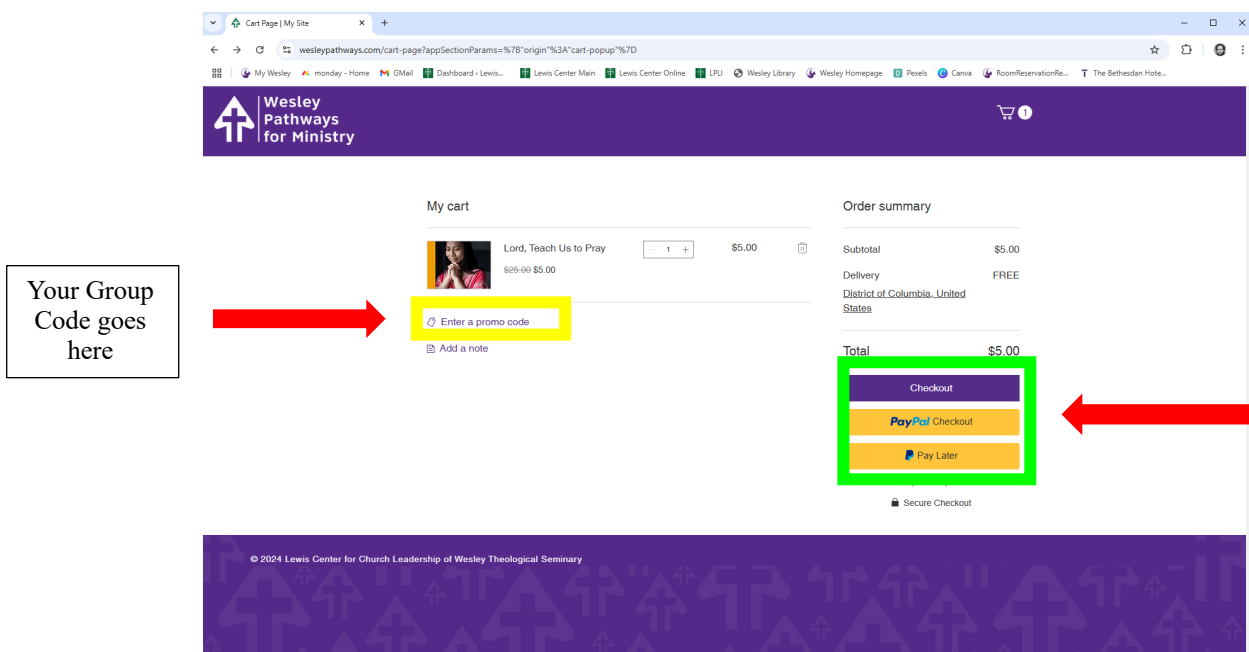 Cart Page | My Site
wesleypathways.com/cart-page?appSectionParams=%7B"origin"%3A"cart-popup"%7D
My Wesley monday - Home GMail Dashboard ‹ Lewis... Lewis Center Main Lewis Center Online LPLI Wesley Library Wesley Homepage Pexels Canva RoomReservationRe... The Bethesdan Hote...
Wesley
Pathways
for Ministry
1
My cart
Lord, Teach Us to Pray
1
$5.00
$25.00 $5.00
Enter a promo code
Add a note
Your Group
Code goes
here
Order summary
Subtotal $5.00
Delivery FREE
District of Columbia, United
States
Total $5.00
Checkout
PayPal Checkout
Pay Later
Secure Checkout
© 2024 Lewis Center for Church Leadership of Wesley Theological Seminary